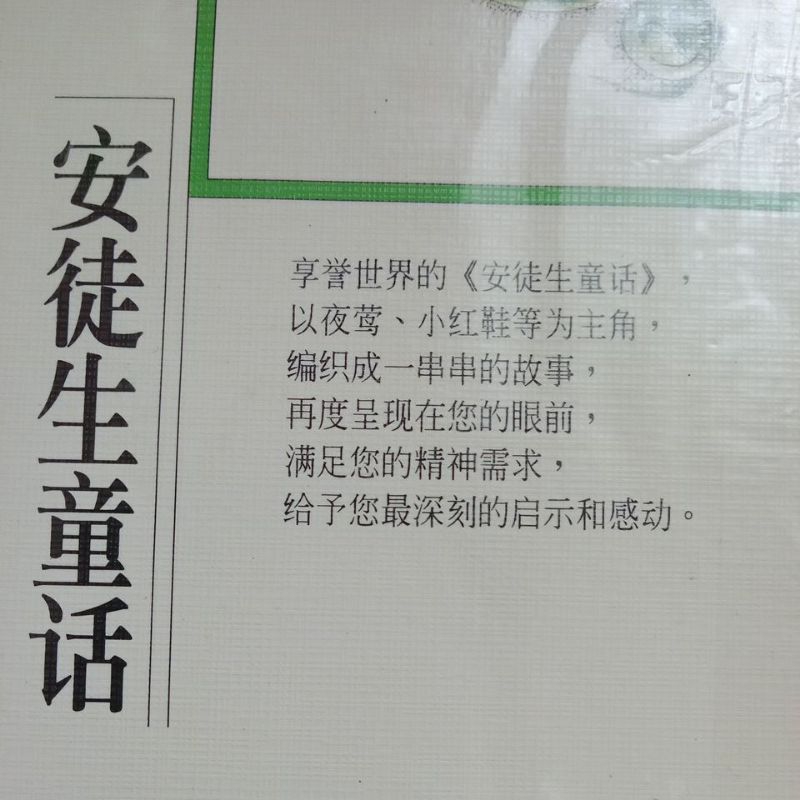 安徒生童话
享誉世界的《安徒生童话》，
以夜莺、小红鞋等为主角，
编织成一串串的故事，
再度呈现在您的眼前，
满足您的精神需求，
给予您最深刻的启示和感动。